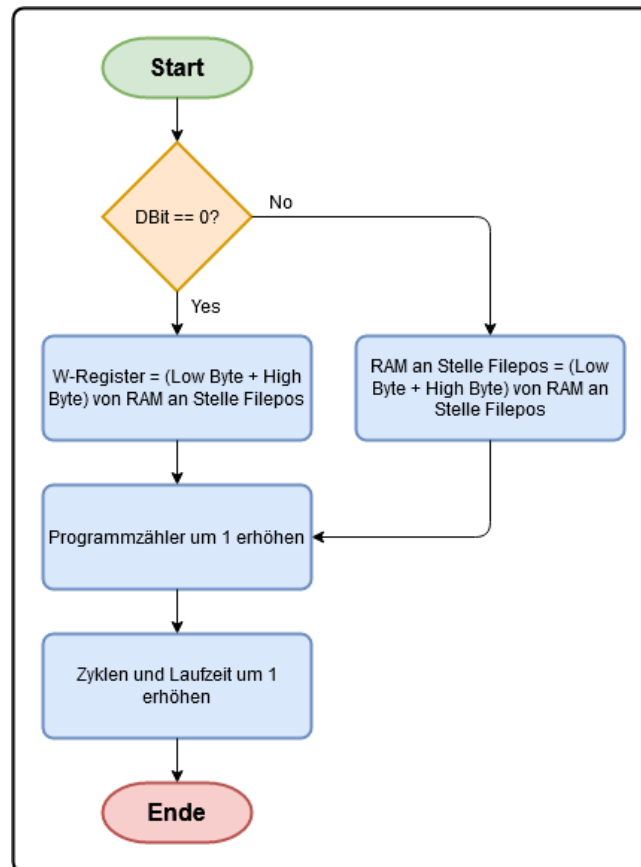 Start
DBit == 0?
No
Yes
W-Register = (Low Byte + High
Byte) von RAM an Stelle Filepos
RAM an Stelle Filepos = (Low
Byte + High Byte) von RAM an
Stelle Filepos
Programmzähler um 1 erhöhen
Zyklen und Laufzeit um 1
erhöhen
Ende